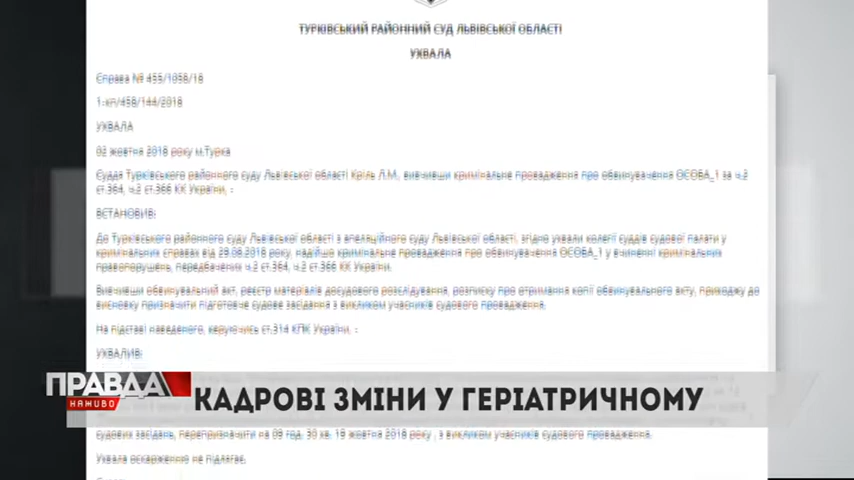 ТУРКІВСЬКИЙ РАЙОННИЙ СУД ЛЬВІВСЬКОЇ ОБЛАСТІ
УХВАЛА
Справа № 455/1058/18
1-кп/458/144/2018
УХВАЛА
02 жовтня 2018 року м.Турка
Суддя Турківського районного суду Львівської області Кріль Л.М, вивчивши кримінальне провадження про обвинувачення ОСОБА_1 за ч.2
ст.364, ч.2 ст.366 КК України, -
ВСТАНОВИВ:
До Турківського районного суду Львівської області з апеляційного суду Львівської області, згідно ухвали колегії суддів судової палати у
кримінальних справах від 29.08.2018 року, надійшло кримінальне провадження про обвинувачення ОСОБА_1 у вчиненні кримінальних
правопорушень, передбачених ч.2 ст.364, ч.2 ст.366 КК України.
Вивчивши обвинувальний акт, реєстр матеріалів досудового розслідування, розписку про отримання копії обвинувального акту, приходжу до
висновку призначити підготовче судове засідання з викликом учасників судового провадження.
На підставі наведеного, керуючись ст.314 КПК України, -
УХВАЛИВ:
ПРАВДА
НАЖИВО
КАДРОВІ ЗМІНИ У ГЕРІАТРИЧНОМУ
судових засідань, перепризначити на 09 год. 30 хв. 19 жовтня 2018 року , з викликом учасників судового провадження.
Ухвала оскарженню не підлягає.